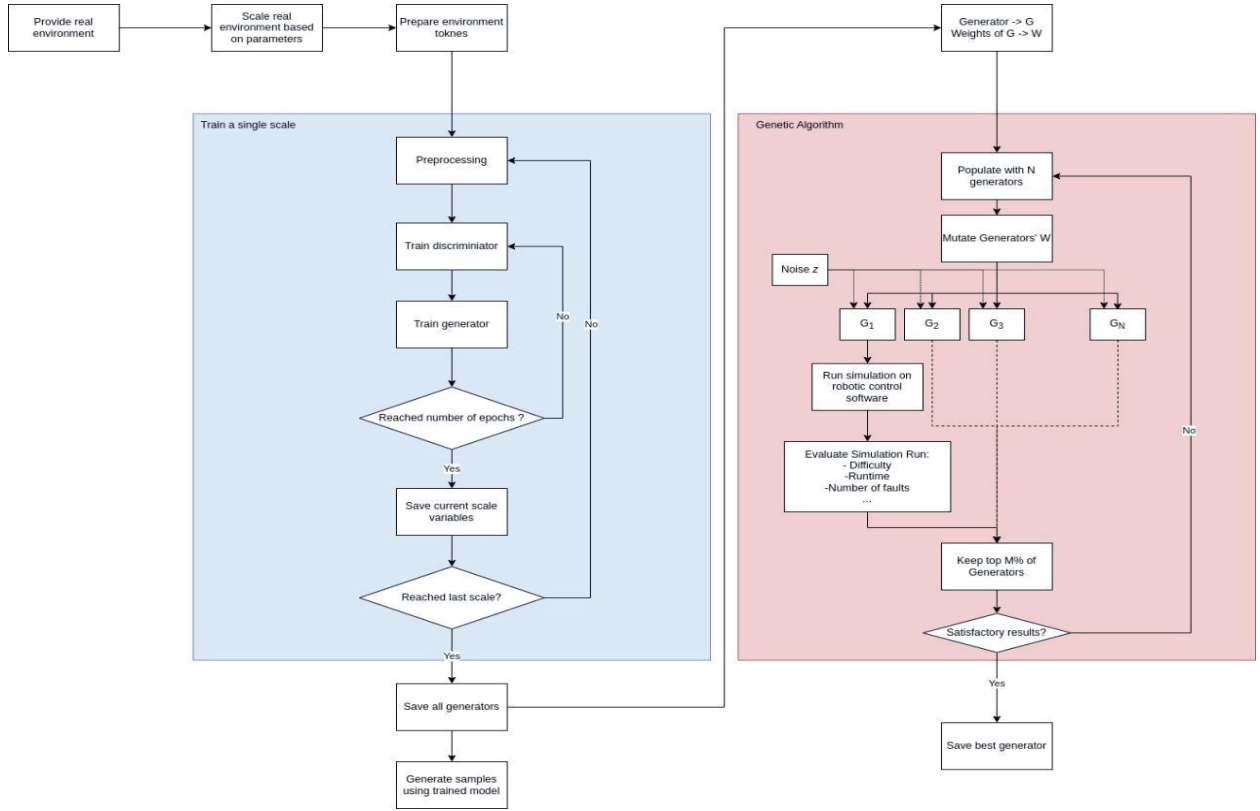 Provide real
environment
Scale real
environment based
on parameters
Prepare environment
toknes
Generator -> G
Weights of G -> W
Train a single scale
Preprocessing
Train discriminiator
Train generator
No
No
Reached number of epochs ?
Yes
Save current scale
variables
Reached last scale?
Yes
Save all generators
Generate samples
using trained model
Genetic Algorithm
Populate with N
generators
Mutate Generators' W
Noise z
G1
G2
G3
GN
Run simulation on
robotic control
software
Evaluate Simulation Run:
- Difficulty
-Runtime
-Number of faults
...
No
Keep top M% of
Generators
Satisfactory results?
Yes
Save best generator